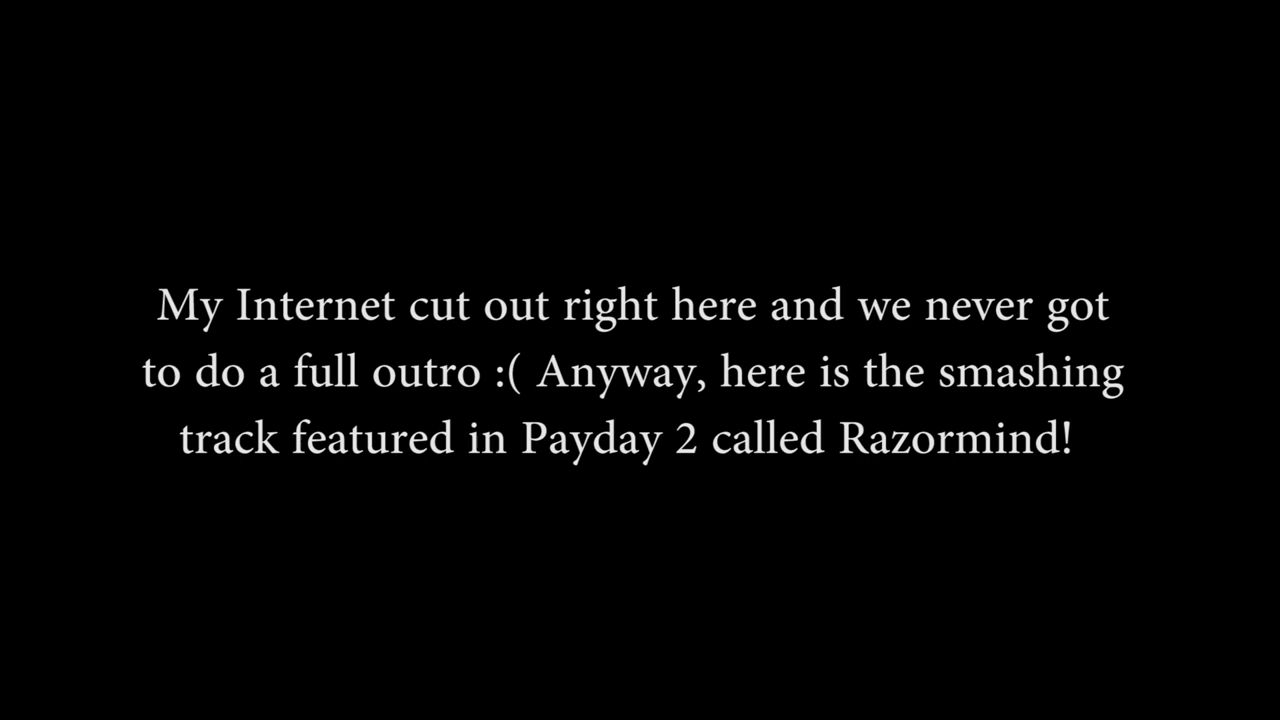 My Internet cut out right here and we never got
to do a full outro :( Anyway, here is the smashing
track featured in Payday 2 called Razormind!